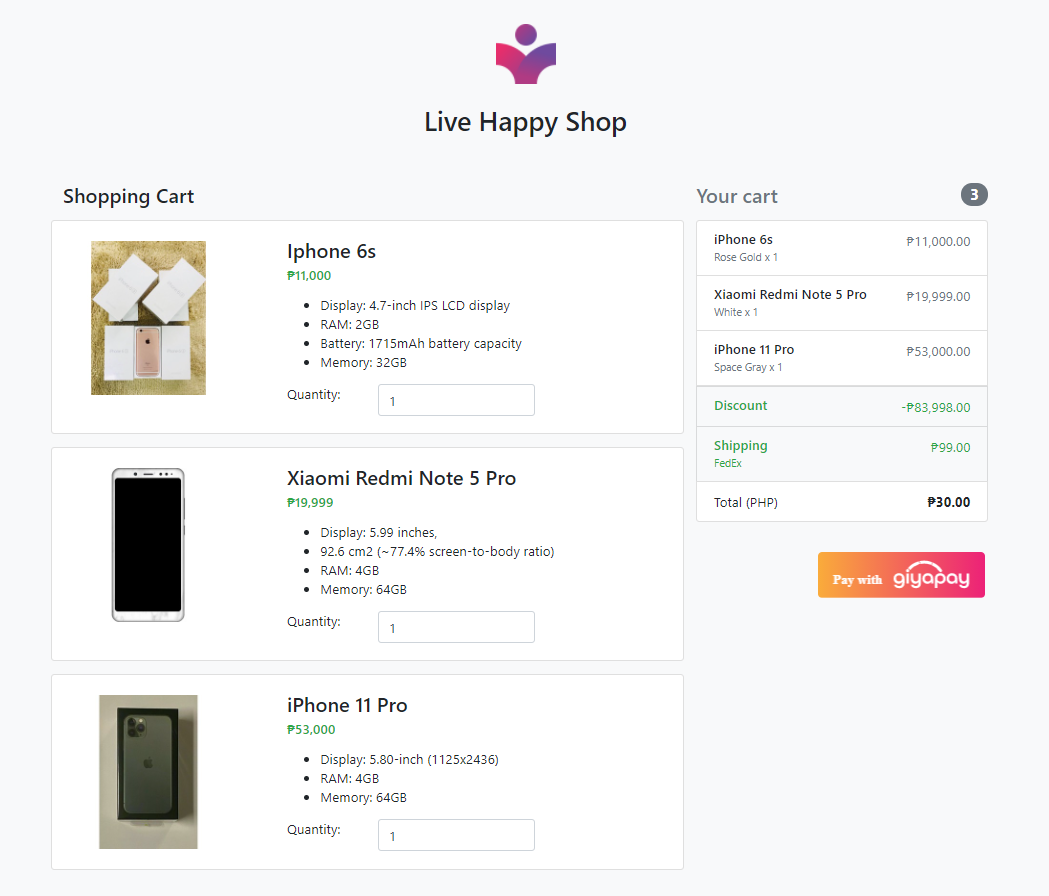 Live Happy Shop
Shopping Cart
Iphone 6s
₱11,000
Display: 4.7-inch IPS LCD display
RAM: 2GB
Battery: 1715mAh battery capacity
Memory: 32GB
Quantity:
1
Xiaomi Redmi Note 5 Pro
₱19,999
Display: 5.99 inches,
92.6 cm2 (~77.4% screen-to-body ratio)
RAM: 4GB
Memory: 64GB
Quantity:
1
iPhone 11 Pro
₱53,000
Display: 5.80-inch (1125x2436)
RAM: 4GB
Memory: 64GB
Quantity:
1
Your cart 3
iPhone 6s ₱11,000.00
Rose Gold x 1
Xiaomi Redmi Note 5 Pro ₱19,999.00
White x 1
iPhone 11 Pro ₱53,000.00
Space Gray x 1
Discount -₱83,998.00
Shipping ₱99.00
FedEx
Total (PHP) ₱30.00
Pay with giyapay